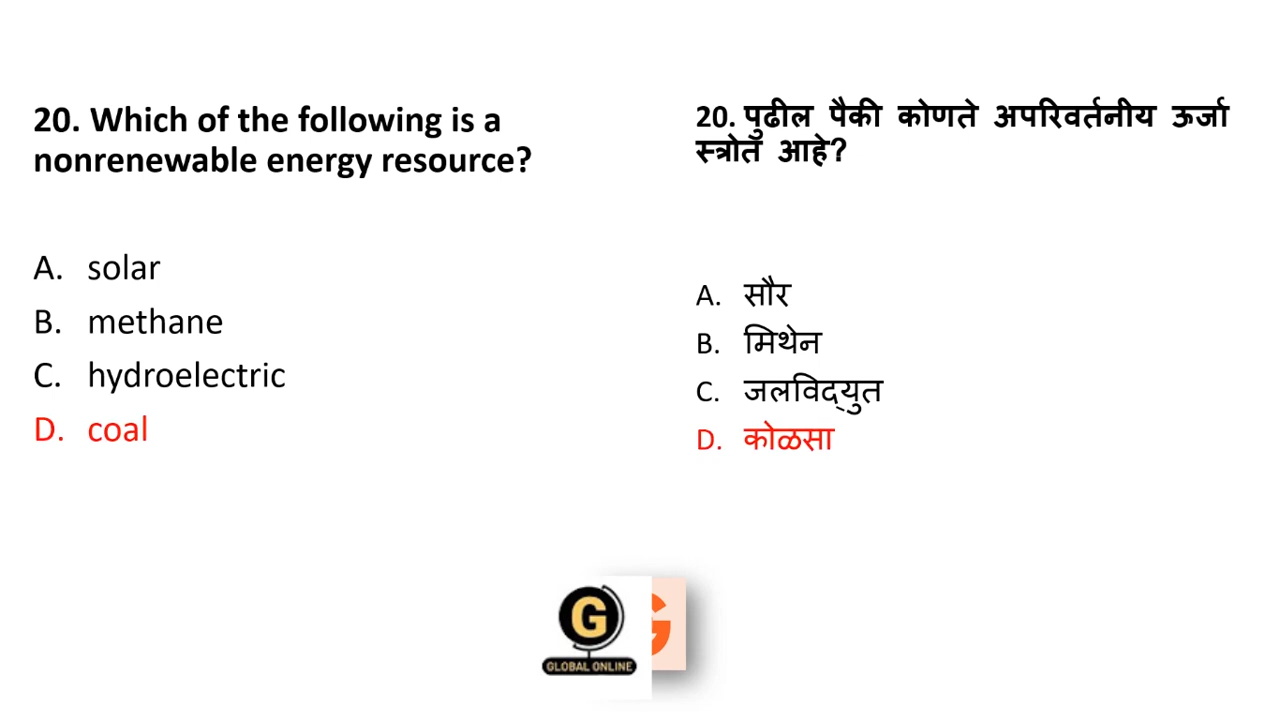 20. Which of the following is a
nonrenewable energy resource?
A. solar
B. methane
C. hydroelectric
D. coal
20. पुढील पैकी कोणते अपरिवर्तनीय ऊर्जा
स्त्रोत आहे?
A. सौर
B. मिथेन
C. जलविद्‌युत
D. कोळसा
G
GLOBAL ONLINE
G